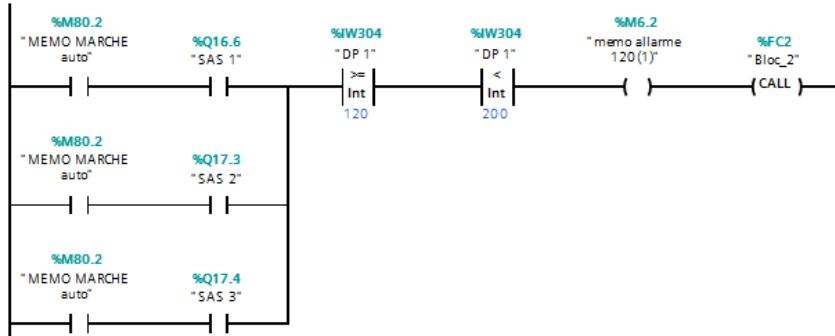 %M80.2
"MEMO MARCHE
auto"
%Q16.6
"SAS 1"
%IW304
"DP 1"
>=
Int
120
%IW304
"DP 1"
<
Int
200
%M6.2
"memo allarme
120(1)"
%FC2
"Bloc_2"
CALL
%M80.2
"MEMO MARCHE
auto"
%Q17.3
"SAS 2"
%M80.2
"MEMO MARCHE
auto"
%Q17.4
"SAS 3"